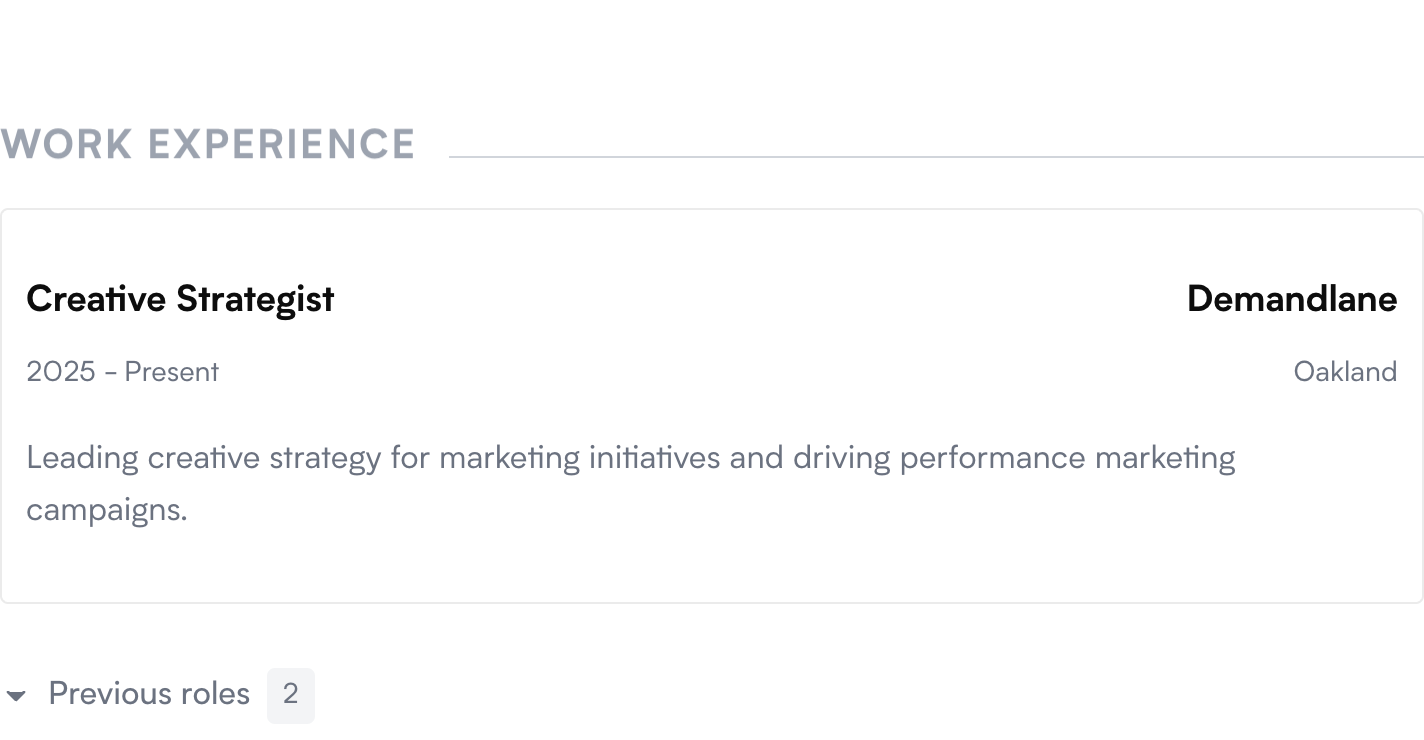 WORK EXPERIENCE
Creative Strategist Demandlane
2025 – Present Oakland
Leading creative strategy for marketing initiatives and driving performance marketing
campaigns.
Previous roles 2